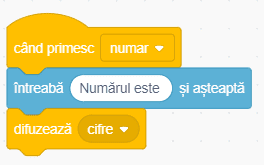 când primesc numar
întreabă Numărul este și așteaptă
difuzează cifre